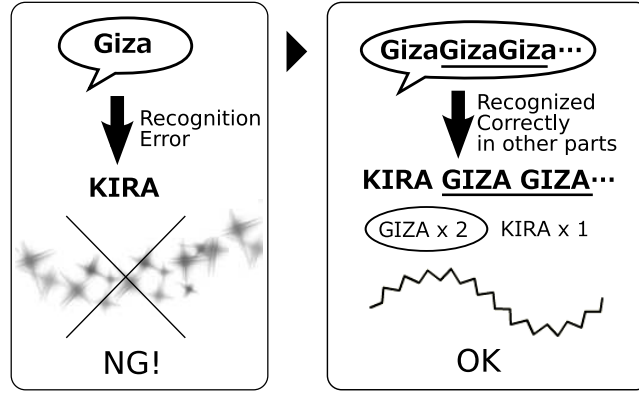 Giza
Recognition
Error
KIRA
NG!
GizaGizaGiza…
Recognized
Correctly
in other parts
KIRA GIZA GIZA…
GIZA x 2 KIRA x 1
OK